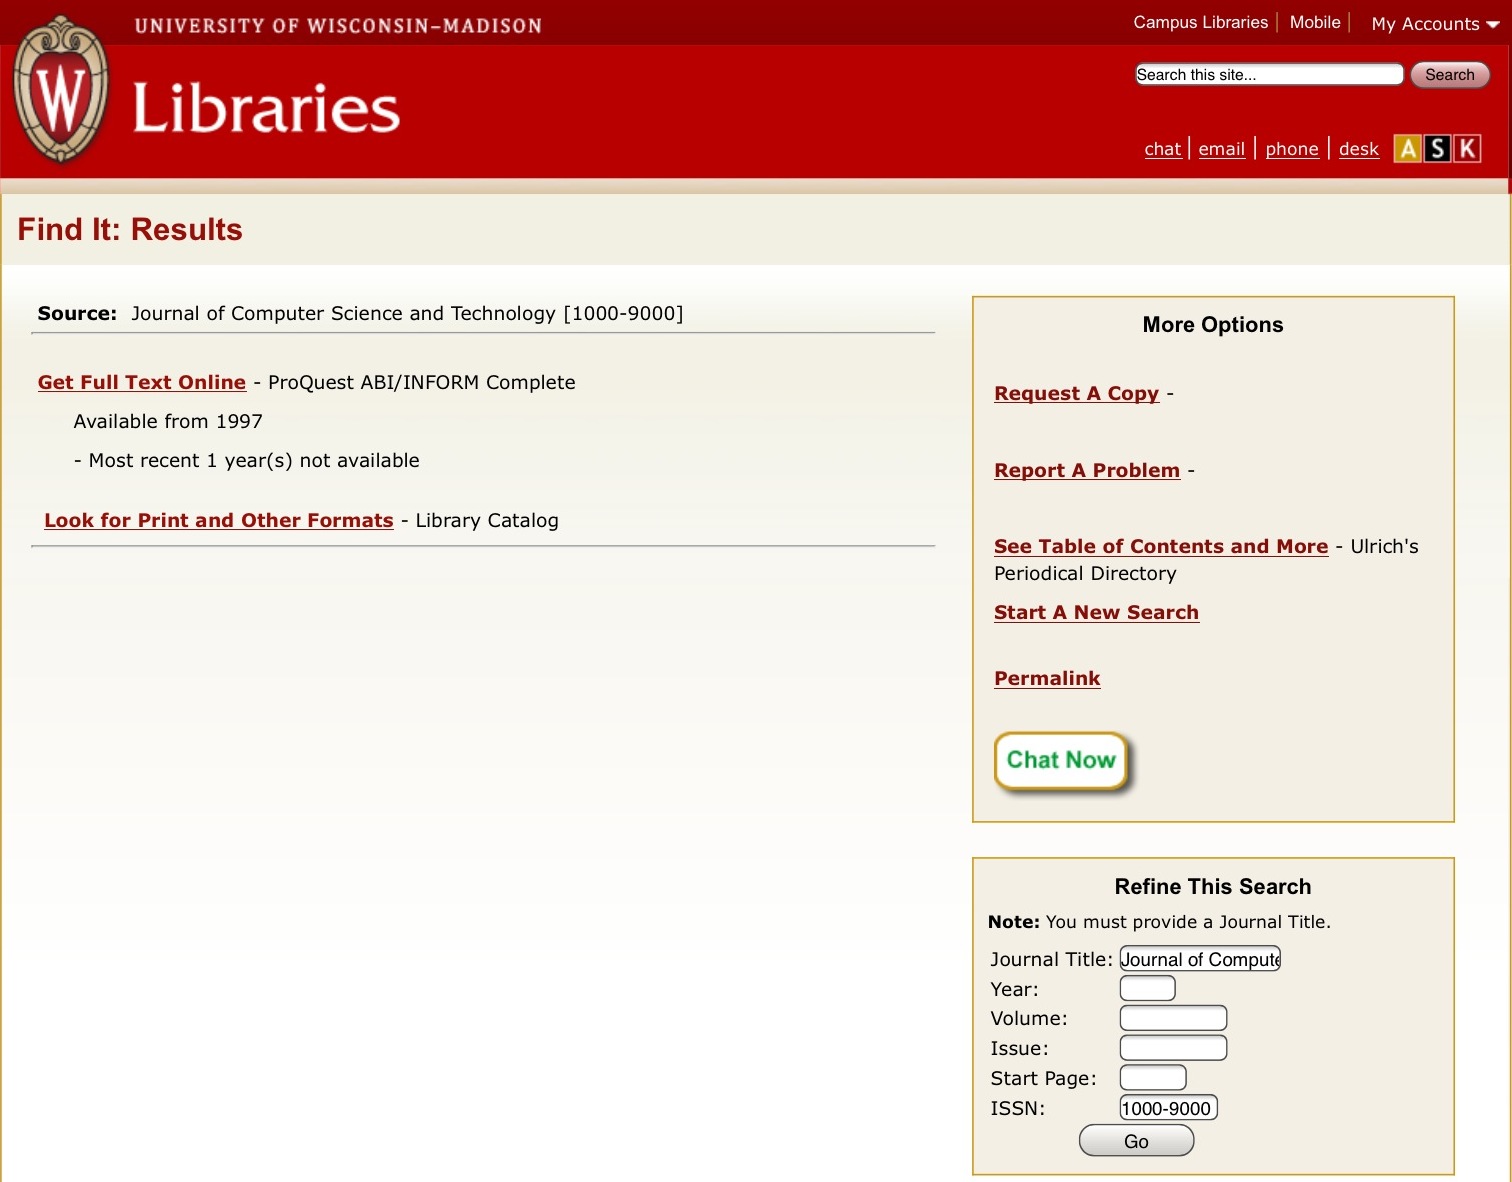 UNIVERSITY OF WISCONSIN–MADISON
Campus Libraries | Mobile | My Accounts
W
Libraries
Search this site... Search
chat | email | phone | desk A S K
Find It: Results
Source: Journal of Computer Science and Technology [1000-9000]
Get Full Text Online - ProQuest ABI/INFORM Complete
Available from 1997
- Most recent 1 year(s) not available
Look for Print and Other Formats - Library Catalog
More Options
Request A Copy -
Report A Problem -
See Table of Contents and More - Ulrich's
Periodical Directory
Start A New Search
Permalink
Chat Now
Refine This Search
Note: You must provide a Journal Title.
Journal Title: Journal of Compute
Year:
Volume:
Issue:
Start Page:
ISSN: 1000-9000
Go